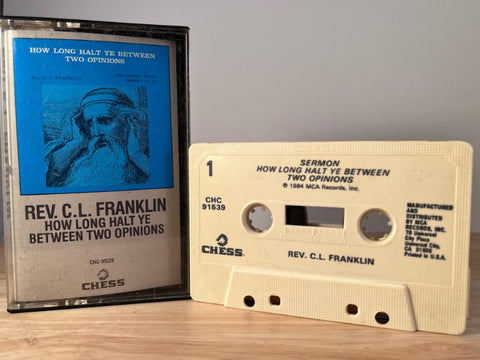 HOW LONG HALT YE BETWEEN
TWO OPINIONS
REV. C. L. FRANKLIN
REV. C.L. FRANKLIN
HOW LONG HALT YE
BETWEEN TWO OPINIONS
CHC-91539
CHESS
1
SERMON
HOW LONG HALT YE BETWEEN
TWO OPINIONS
℗ 1984 MCA Records, Inc.
CHC
91539
CHESS
REV. C.L. FRANKLIN
MANUFACTURED
AND
DISTRIBUTED
BY MCA
RECORDS, INC.
70 Universal
City Plaza
Universal City,
CA 91608
Printed in U.S.A.